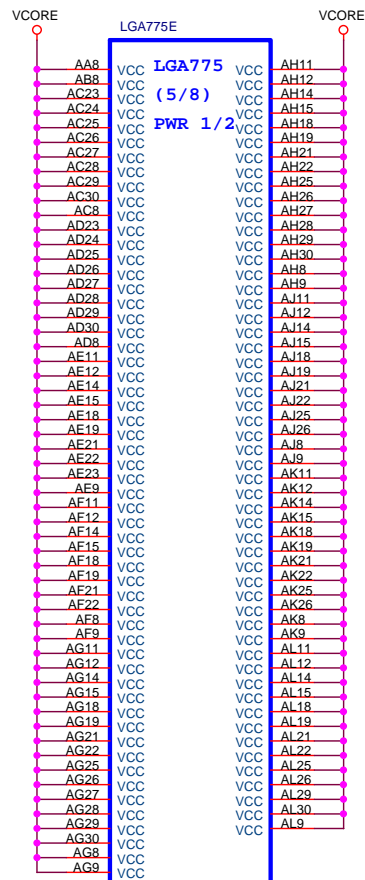 VCORE VCORE
LGA775E
LGA775
(5/8)
PWR 1/2
AA8 VCC VCC AH11
AB8 VCC VCC AH12
AC23 VCC VCC AH14
AC24 VCC VCC AH15
AC25 VCC VCC AH18
AC26 VCC VCC AH19
AC27 VCC VCC AH21
AC28 VCC VCC AH22
AC29 VCC VCC AH25
AC30 VCC VCC AH26
AC8 VCC VCC AH27
AD23 VCC VCC AH28
AD24 VCC VCC AH29
AD25 VCC VCC AH30
AD26 VCC VCC AH8
AD27 VCC VCC AH9
AD28 VCC VCC AJ11
AD29 VCC VCC AJ12
AD30 VCC VCC AJ14
AD8 VCC VCC AJ15
AE11 VCC VCC AJ18
AE12 VCC VCC AJ19
AE14 VCC VCC AJ21
AE15 VCC VCC AJ22
AE18 VCC VCC AJ25
AE19 VCC VCC AJ26
AE21 VCC VCC AJ8
AE22 VCC VCC AJ9
AE23 VCC VCC AK11
AE9 VCC VCC AK12
AF11 VCC VCC AK14
AF12 VCC VCC AK15
AF14 VCC VCC AK18
AF15 VCC VCC AK19
AF18 VCC VCC AK21
AF19 VCC VCC AK22
AF21 VCC VCC AK25
AF22 VCC VCC AK26
AF8 VCC VCC AK8
AF9 VCC VCC AK9
AG11 VCC VCC AL11
AG12 VCC VCC AL12
AG14 VCC VCC AL14
AG15 VCC VCC AL15
AG18 VCC VCC AL18
AG19 VCC VCC AL19
AG21 VCC VCC AL21
AG22 VCC VCC AL22
AG25 VCC VCC AL25
AG26 VCC VCC AL26
AG27 VCC VCC AL29
AG28 VCC VCC AL30
AG29 VCC VCC AL9
AG30 VCC
AG8 VCC
AG9 VCC